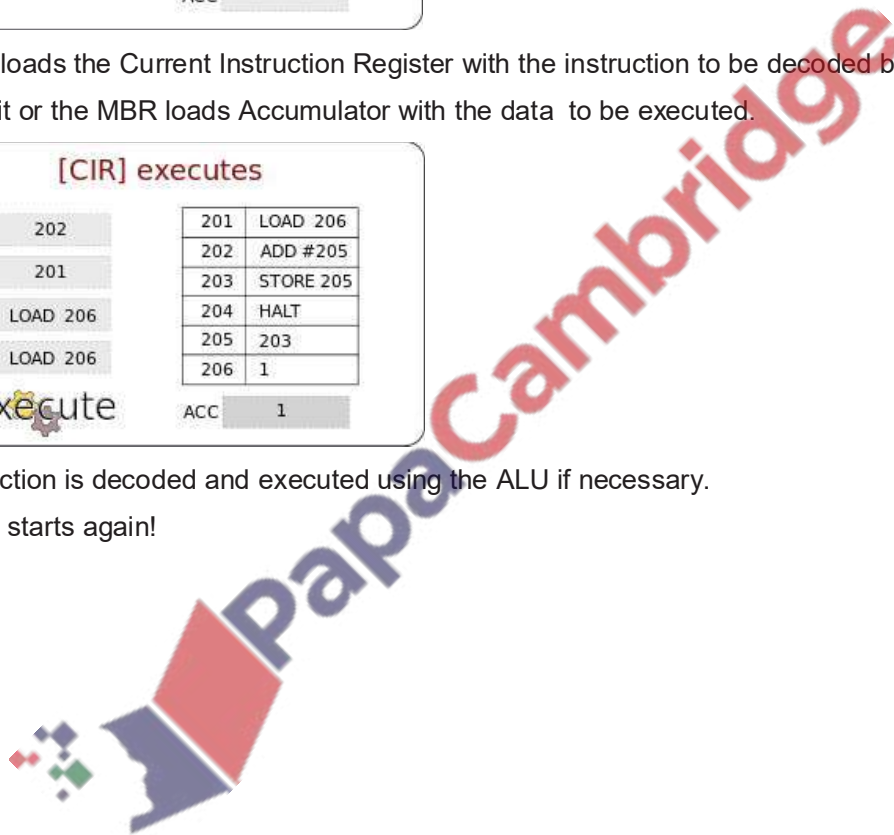 loads the Current Instruction Register with the instruction to be decoded
or the MBR loads Accumulator with the data to be executed.
[CIR] executes
202
201
LOAD 206
LOAD 206
201 LOAD 206
202 ADD #205
203 STORE 205
204 HALT
205 203
206 1
ACC 1
is decoded and executed using the ALU if necessary.
starts again!
PapaCambridge